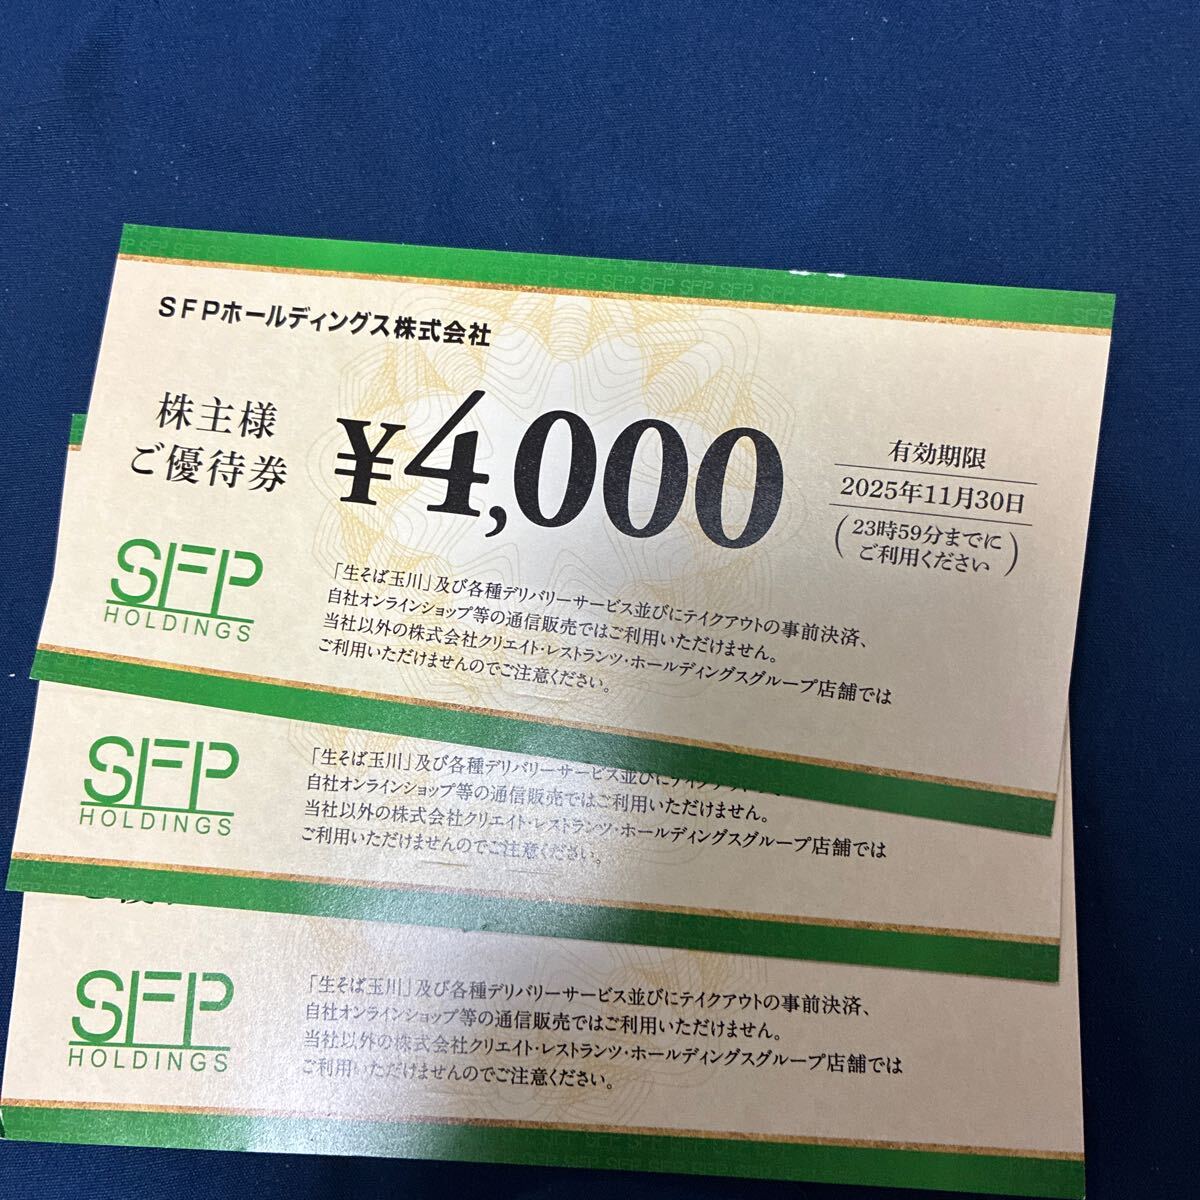 SFPホールディングス株式会社
株主様
ご優待券
¥4,000
有効期限
2025年11月30日
(23時59分までに
ご利用ください)
SFP
HOLDINGS
「生そば玉川」及び各種デリバリーサービス並びにテイクアウトの事前決済、
自社オンラインショップ等の通信販売ではご利用いただけません。
当社以外の株式会社クリエイト・レストランツ・ホールディングスグループ店舗では
ご利用いただけませんのでご注意ください。
SFP
HOLDINGS
「生そば玉川」及び各種デリバリーサービス並びに
自社オンラインショップ等の通信販売ではご利用いただけません。
当社以外の株式会社クリエイト・レストランツ・ホールディングスグループ店舗では
ご利用いただけませんのでご注意ください。
SFP
HOLDINGS
「生そば玉川」及び各種デリバリーサービス並びにテイクアウトの事前決済、
自社オンラインショップ等の通信販売ではご利用いただけません。
当社以外の株式会社クリエイト・レストランツ・ホールディングスグループ店舗では
ご利用いただけませんのでご注意ください。